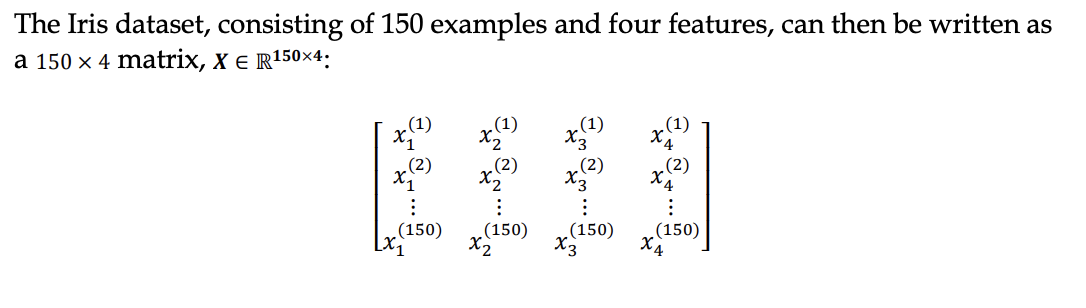 The Iris dataset, consisting of 150 examples and four features, can then be written as
a 150 × 4 matrix, X ∈ ℝ¹⁵⁰ˣ⁴:
x₁⁽¹⁾ x₂⁽¹⁾ x₃⁽¹⁾ x₄⁽¹⁾
x₁⁽²⁾ x₂⁽²⁾ x₃⁽²⁾ x₄⁽²⁾
⋮ ⋮ ⋮ ⋮
x₁⁽¹⁵⁰⁾ x₂⁽¹⁵⁰⁾ x₃⁽¹⁵⁰⁾ x₄⁽¹⁵⁰⁾